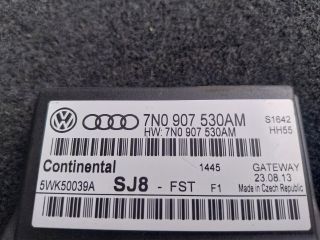 7N0 907 530AM S1642
HW: 7N0 907 530AM HH55
Continental 1445 GATEWAY
23.08.13
5WK50039A SJ8 - FST F1 Made in Czech Republic